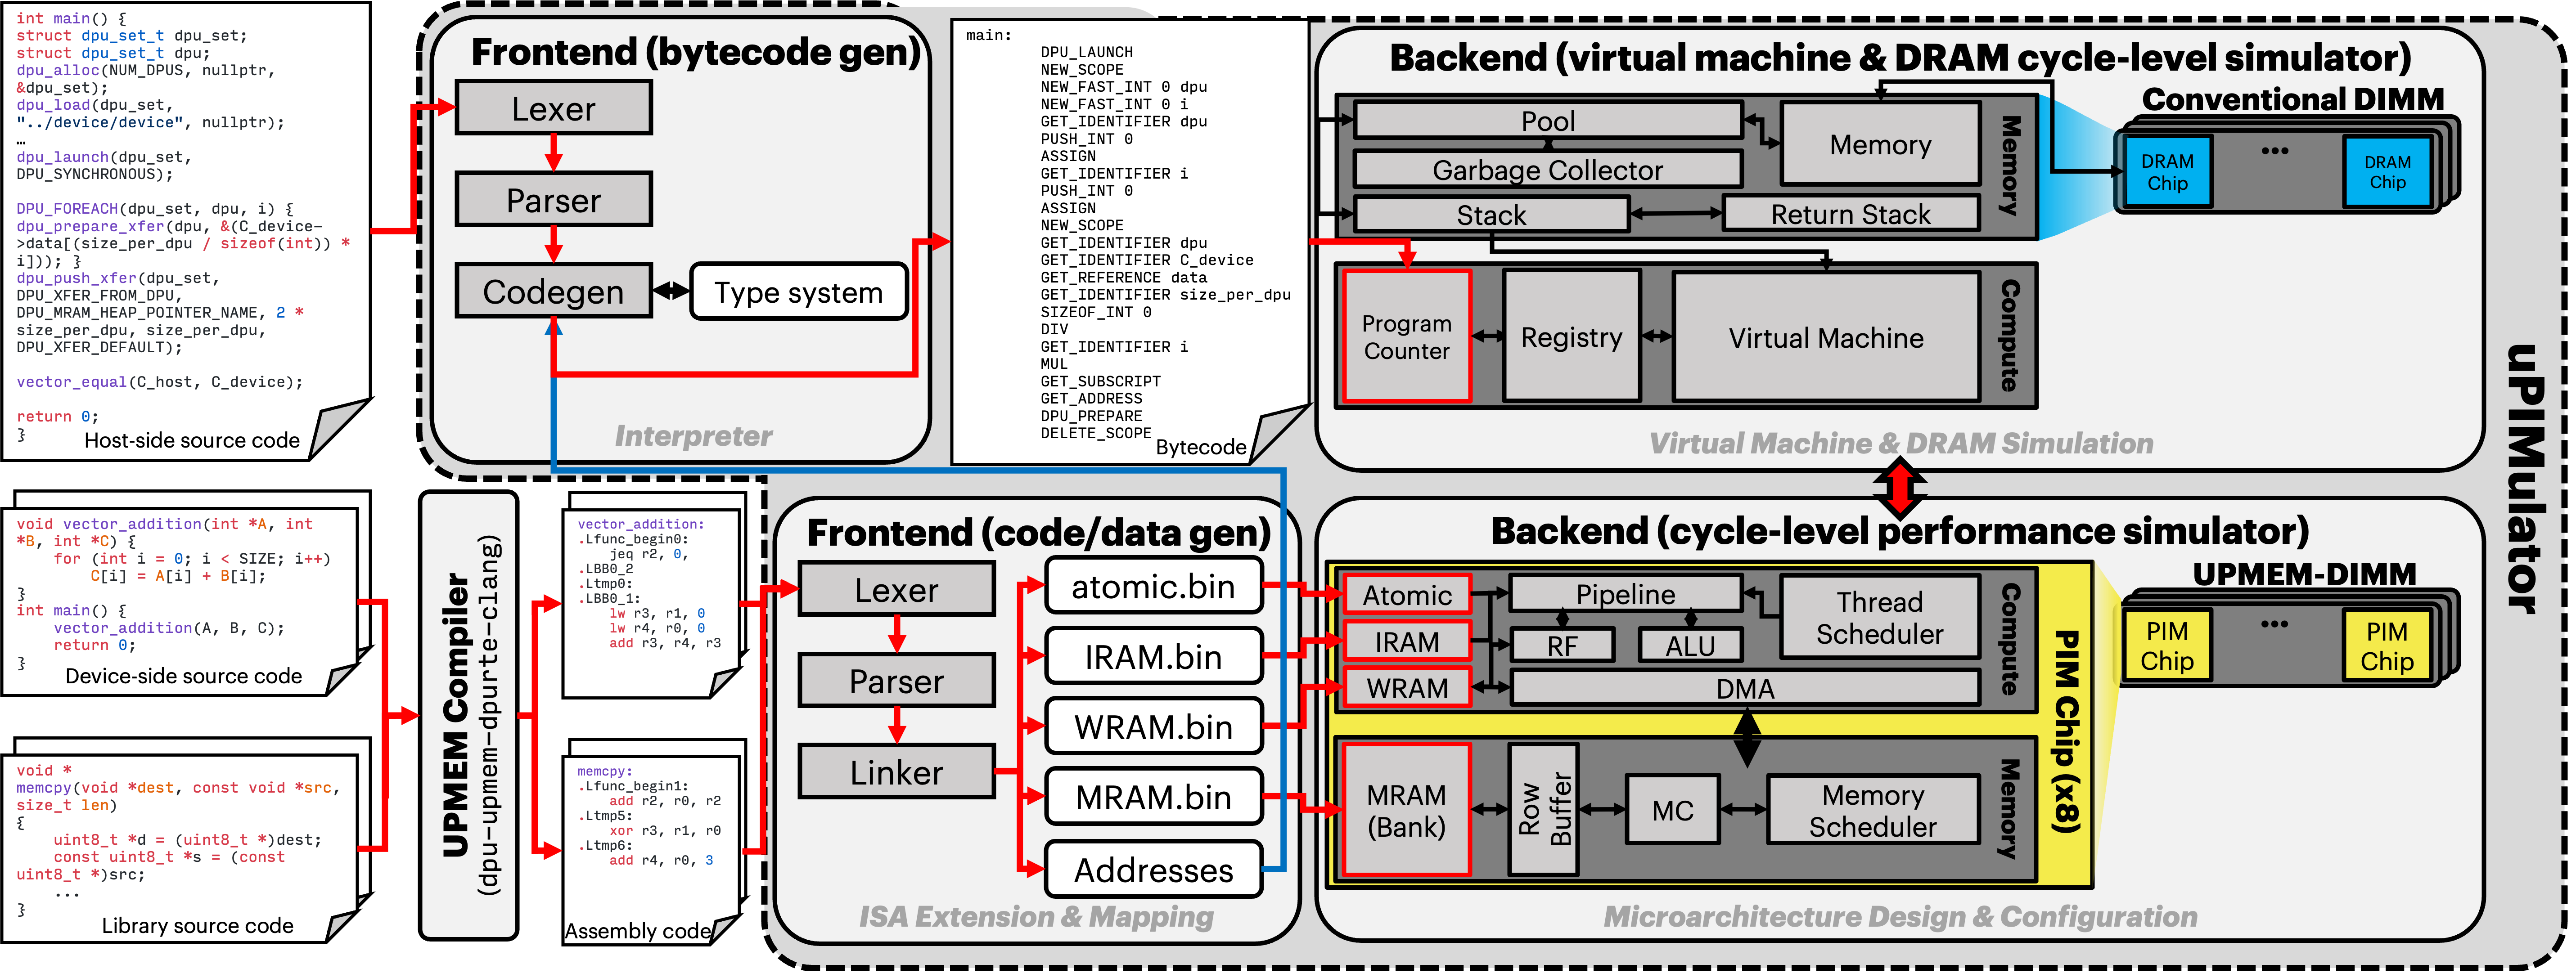 int main() {
struct dpu_set_t dpu_set;
struct dpu_set_t dpu;
dpu_alloc(NUM_DPUS, nullptr,
&dpu_set);
dpu_load(dpu_set,
"../device/device", nullptr);
…
dpu_launch(dpu_set,
DPU_SYNCHRONOUS);
DPU_FOREACH(dpu_set, dpu, i) {
dpu_prepare_xfer(dpu, &(C_device-
>data[(size_per_dpu / sizeof(int)) *
i])); }
dpu_push_xfer(dpu_set,
DPU_XFER_FROM_DPU,
DPU_MRAM_HEAP_POINTER_NAME, 2 *
size_per_dpu, size_per_dpu,
DPU_XFER_DEFAULT);
vector_equal(C_host, C_device);
return 0;
}
Host-side source code
Frontend (bytecode gen)
Lexer
Parser
Codegen
Type system
Interpreter
main:
DPU_LAUNCH
NEW_SCOPE
NEW_FAST_INT 0 dpu
NEW_FAST_INT 0 i
GET_IDENTIFIER dpu
PUSH_INT 0
ASSIGN
GET_IDENTIFIER i
PUSH_INT 0
ASSIGN
NEW_SCOPE
GET_IDENTIFIER dpu
GET_IDENTIFIER C_device
GET_REFERENCE data
GET_IDENTIFIER size_per_dpu
SIZEOF_INT 0
DIV
GET_IDENTIFIER i
MUL
GET_SUBSCRIPT
GET_ADDRESS
DPU_PREPARE
DELETE_SCOPE
Bytecode
Backend (virtual machine & DRAM cycle-level simulator)
Pool
Garbage Collector
Stack
Memory
Return Stack
Memory
Conventional DIMM
DRAM
Chip
•••
DRAM
Chip
Program
Counter
Registry
Virtual Machine
Compute
Virtual Machine & DRAM Simulation
uPIMulator
void vector_addition(int *A, int
*B, int *C) {
for (int i = 0; i < SIZE; i++)
C[i] = A[i] + B[i];
}
int main() {
vector_addition(A, B, C);
return 0;
}
Device-side source code
void *
memcpy(void *dest, const void *src,
size_t len)
{
uint8_t *d = (uint8_t *)dest;
const uint8_t *s = (const
uint8_t *)src;
...
}
Library source code
UPMEM Compiler
(dpu-upmem-dpurte-clang)
vector_addition:
.Lfunc_begin0:
jeq r2, 0,
.LBB0_2
.Ltmp0:
.LBB0_1:
lw r3, r1, 0
lw r4, r0, 0
add r3, r4, r3
memcpy:
.Lfunc_begin1:
add r2, r0, r2
.Ltmp5:
xor r3, r1, r0
.Ltmp6:
add r4, r0, 3
Assembly code
Frontend (code/data gen)
Lexer
Parser
Linker
atomic.bin
IRAM.bin
WRAM.bin
MRAM.bin
Addresses
ISA Extension & Mapping
Backend (cycle-level performance simulator)
Atomic
IRAM
WRAM
Pipeline
RF
ALU
Thread
Scheduler
DMA
Compute
MRAM
(Bank)
Row
Buffer
MC
Memory
Scheduler
Memory
PIM Chip (x8)
UPMEM-DIMM
PIM
Chip
•••
PIM
Chip
Microarchitecture Design & Configuration